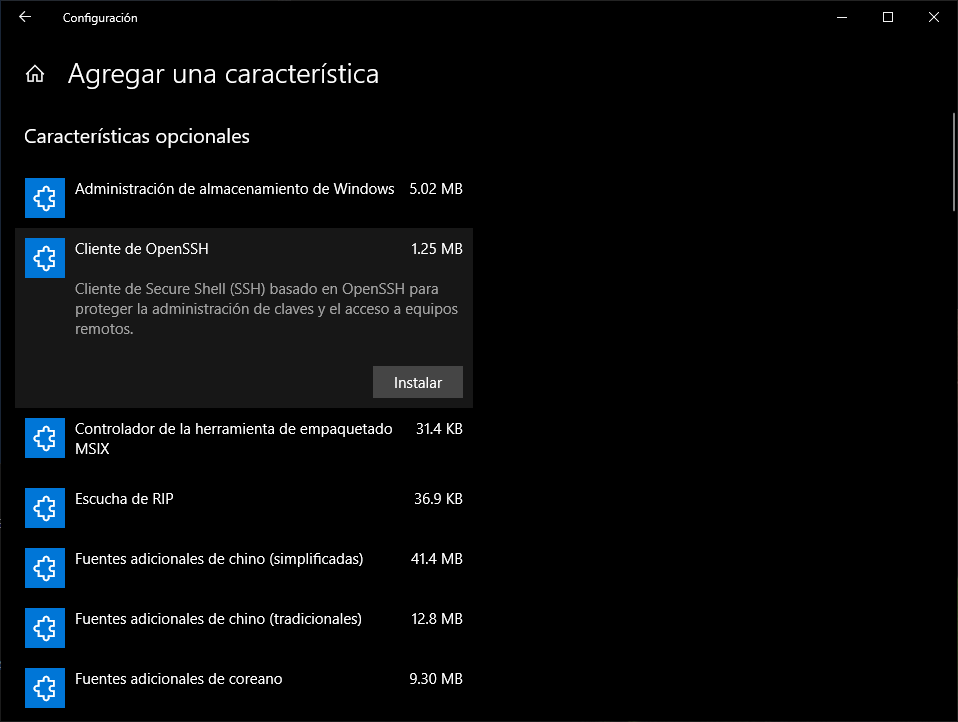 Configuración
Agregar una característica
Características opcionales
Administración de almacenamiento de Windows 5.02 MB
Cliente de OpenSSH 1.25 MB
Cliente de Secure Shell (SSH) basado en OpenSSH para
proteger la administración de claves y el acceso a equipos
remotos.
Instalar
Controlador de la herramienta de empaquetado 31.4 KB
MSIX
Escucha de RIP 36.9 KB
Fuentes adicionales de chino (simplificadas) 41.4 MB
Fuentes adicionales de chino (tradicionales) 12.8 MB
Fuentes adicionales de coreano 9.30 MB